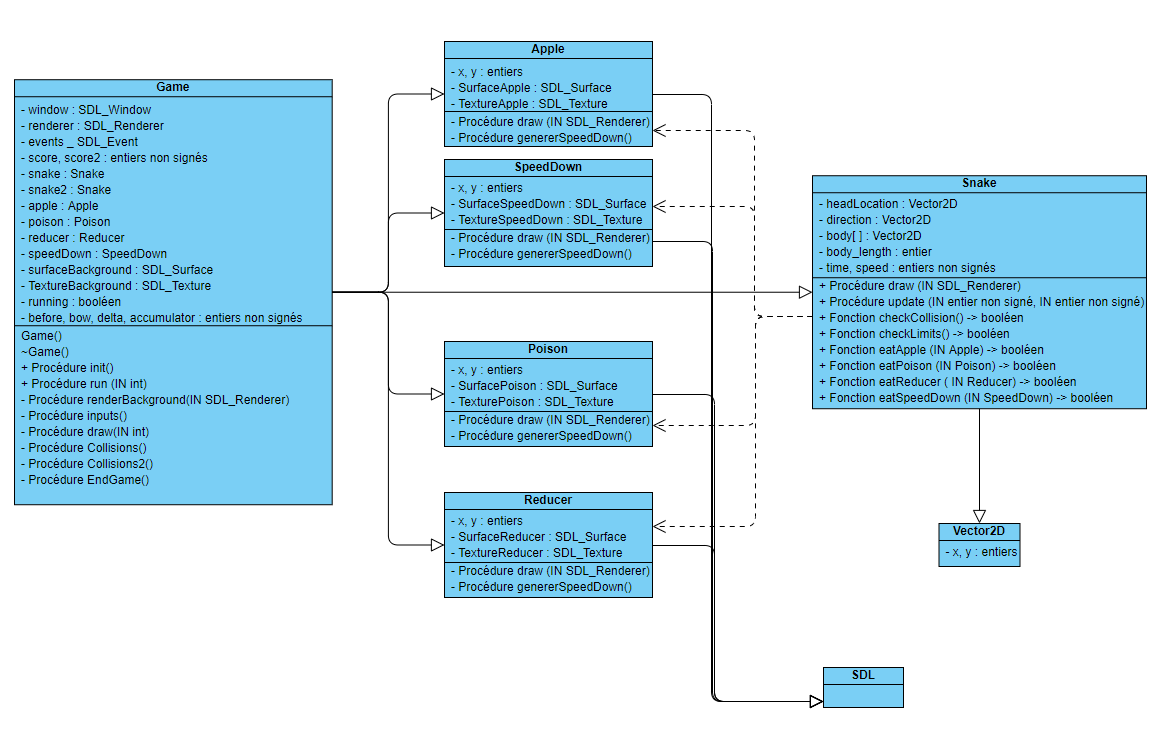 Game
- window : SDL_Window
- renderer : SDL_Renderer
- events _ SDL_Event
- score, score2 : entiers non signés
- snake : Snake
- snake2 : Snake
- apple : Apple
- poison : Poison
- reducer : Reducer
- speedDown : SpeedDown
- surfaceBackground : SDL_Surface
- TextureBackground : SDL_Texture
- running : booléen
- before, bow, delta, accumulator : entiers non signés
Game()
~Game()
+ Procédure init()
+ Procédure run (IN int)
- Procédure renderBackground(IN SDL_Renderer)
- Procédure inputs()
- Procédure draw(IN int)
- Procédure Collisions()
- Procédure Collisions2()
- Procédure EndGame()
Apple
- x, y : entiers
- SurfaceApple : SDL_Surface
- TextureApple : SDL_Texture
- Procédure draw (IN SDL_Renderer)
- Procédure genererSpeedDown()
SpeedDown
- x, y : entiers
- SurfaceSpeedDown : SDL_Surface
- TextureSpeedDown : SDL_Texture
- Procédure draw (IN SDL_Renderer)
- Procédure genererSpeedDown()
Poison
- x, y : entiers
- SurfacePoison : SDL_Surface
- TexturePoison : SDL_Texture
- Procédure draw (IN SDL_Renderer)
- Procédure genererSpeedDown()
Reducer
- x, y : entiers
- SurfaceReducer : SDL_Surface
- TextureReducer : SDL_Texture
- Procédure draw (IN SDL_Renderer)
- Procédure genererSpeedDown()
Snake
- headLocation : Vector2D
- direction : Vector2D
- body[ ] : Vector2D
- body_length : entier
- time, speed : entiers non signés
+ Procédure draw (IN SDL_Renderer)
+ Procédure update (IN entier non signé, IN entier non signé)
+ Fonction checkCollision() -> booléen
+ Fonction checkLimits() -> booléen
+ Fonction eatApple (IN Apple) -> booléen
+ Fonction eatPoison (IN Poison) -> booléen
+ Fonction eatReducer ( IN Reducer) -> booléen
+ Fonction eatSpeedDown (IN SpeedDown) -> booléen
Vector2D
- x, y : entiers
SDL